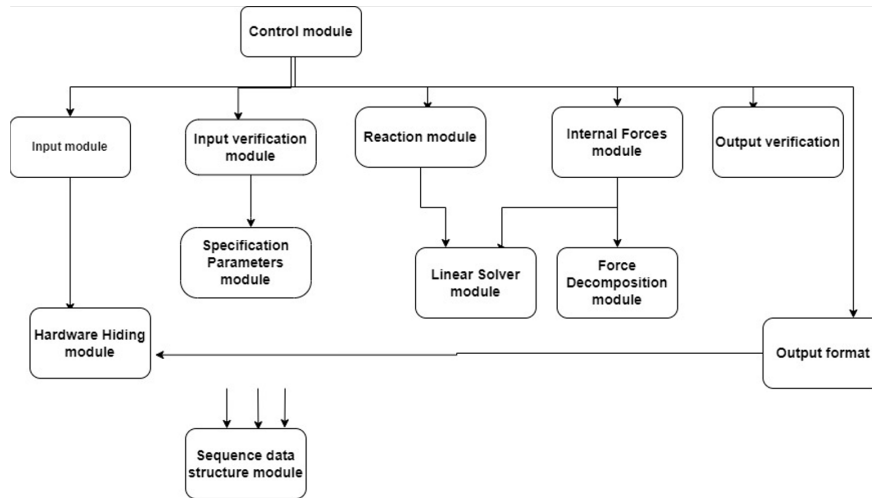 Control module
Input module
Input verification
module
Reaction module
Internal Forces
module
Output verification
Specification
Parameters
module
Linear Solver
module
Force
Decomposition
module
Hardware Hiding
module
Output format
Sequence data
structure module